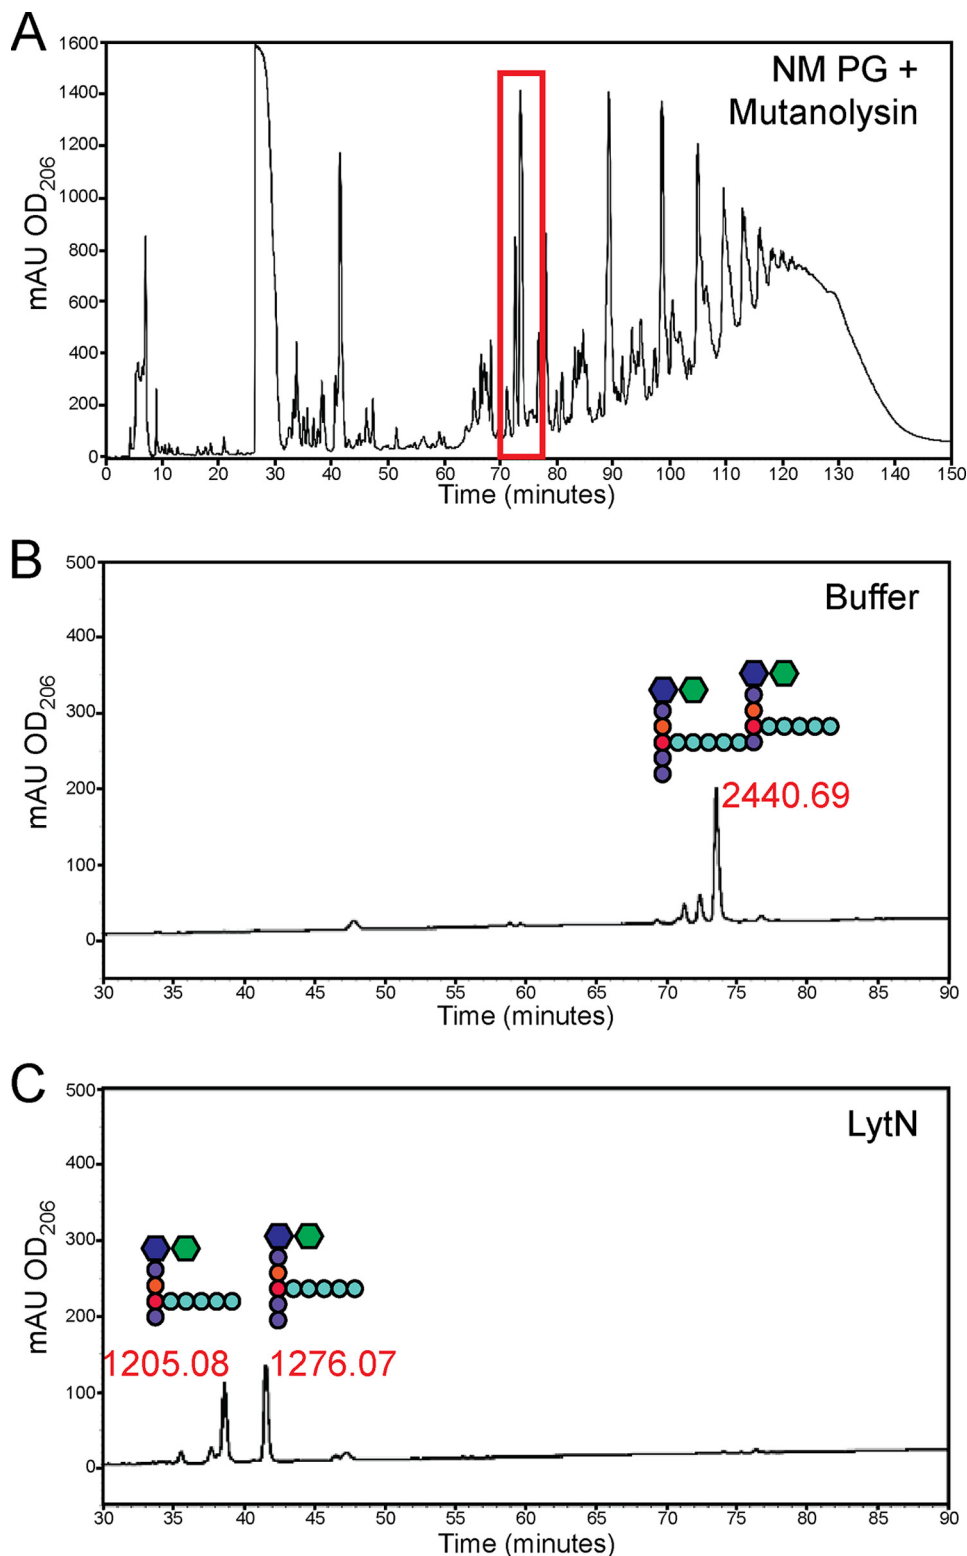 A
NM PG +
Mutanolysin
mAU OD206
1600
1400
1200
1000
800
600
400
200
0
0 10 20 30 40 50 60 70 80 90 100 110 120 130 140 150
Time (minutes)
B
Buffer
mAU OD206
500
400
300
200
100
0
2440.69
30 35 40 45 50 55 60 65 70 75 80 85 90
Time (minutes)
C
LytN
mAU OD206
500
400
300
200
100
0
1205.08 1276.07
30 35 40 45 50 55 60 65 70 75 80 85 90
Time (minutes)